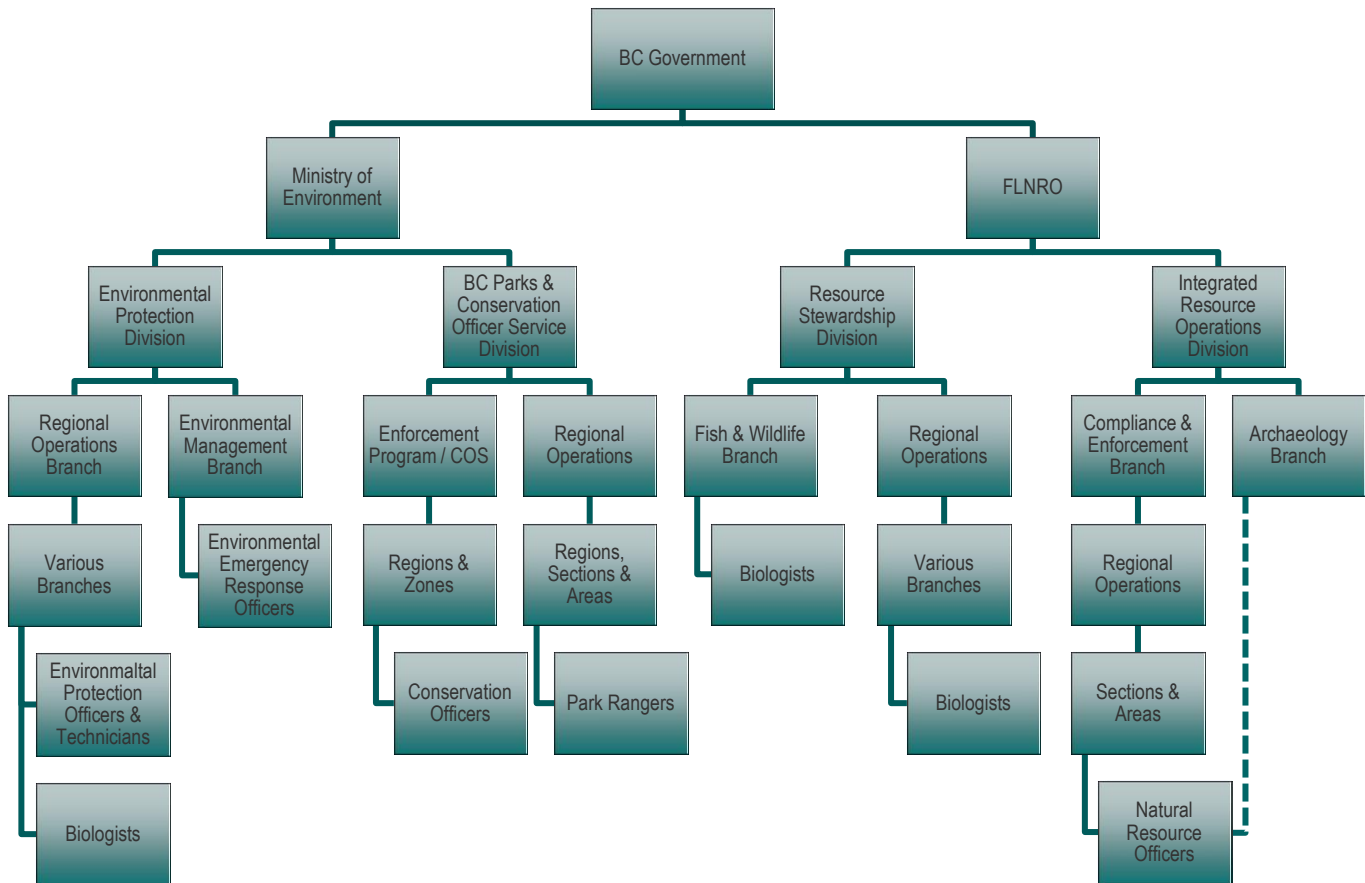 BC Government
Ministry of
Environment
FLNRO
Environmental
Protection
Division
BC Parks &
Conservation
Officer Service
Division
Resource
Stewardship
Division
Integrated
Resource
Operations
Division
Regional
Operations
Branch
Environmental
Management
Branch
Enforcement
Program / COS
Regional
Operations
Fish & Wildlife
Branch
Regional
Operations
Compliance &
Enforcement
Branch
Archaeology
Branch
Various
Branches
Environmental
Emergency
Response
Officers
Regions &
Zones
Regions,
Sections &
Areas
Biologists
Various
Branches
Regional
Operations
Environmaltal
Protection
Officers &
Technicians
Conservation
Officers
Park Rangers
Biologists
Sections &
Areas
Biologists
Natural
Resource
Officers